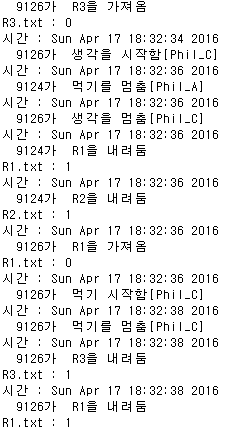 9126가  R3을 가져옴
R3.txt : 0
시간 : Sun Apr 17 18:32:34 2016
9126가  생각을 시작함[Phil_C]
시간 : Sun Apr 17 18:32:36 2016
9124가  먹기를 멈춤[Phil_A]
시간 : Sun Apr 17 18:32:36 2016
9126가  생각을 멈춤[Phil_C]
시간 : Sun Apr 17 18:32:36 2016
9124가  R1을 내려둠
R1.txt : 1
시간 : Sun Apr 17 18:32:36 2016
9124가  R2을 내려둠
R2.txt : 1
시간 : Sun Apr 17 18:32:36 2016
9126가  R1을 가져옴
R1.txt : 0
시간 : Sun Apr 17 18:32:36 2016
9126가  먹기 시작함[Phil_C]
시간 : Sun Apr 17 18:32:38 2016
9126가  먹기를 멈춤[Phil_C]
시간 : Sun Apr 17 18:32:38 2016
9126가  R3을 내려둠
R3.txt : 1
시간 : Sun Apr 17 18:32:38 2016
9126가  R1을 내려둠
R1.txt : 1